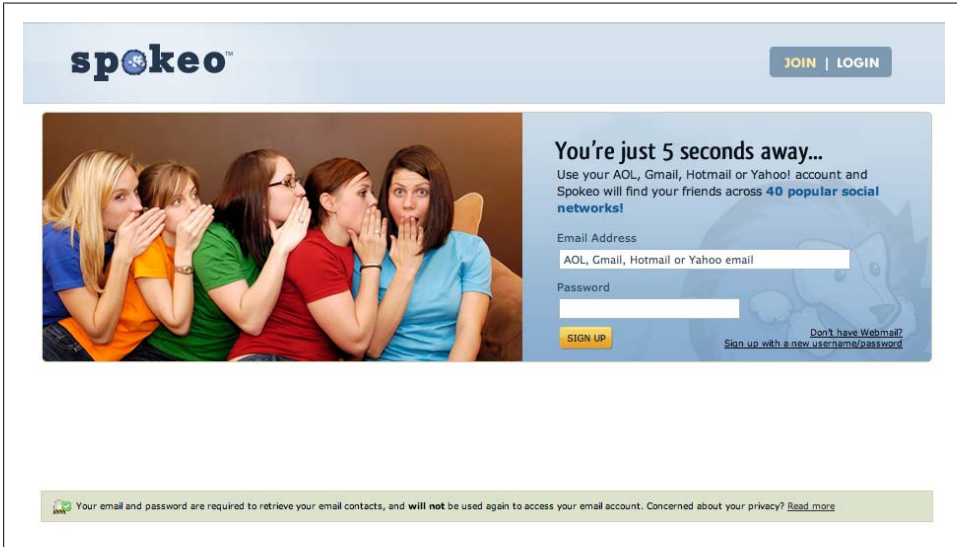 spokeo™
JOIN | LOGIN
You're just 5 seconds away...
Use your AOL, Gmail, Hotmail or Yahoo! account and
Spokeo will find your friends across 40 popular social
networks!
Email Address
AOL, Gmail, Hotmail or Yahoo email
Password
SIGN UP
Don't have Webmail?
Sign up with a new username/password
Your email and password are required to retrieve your email contacts, and will not be used again to access your email account. Concerned about your privacy? Read more